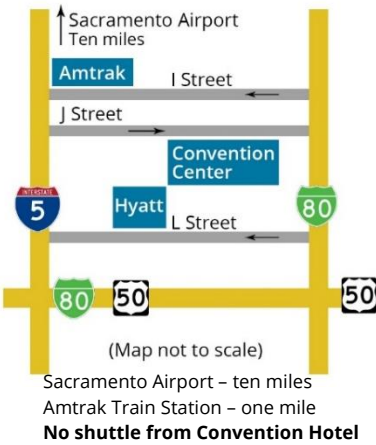 Sacramento Airport
Ten miles
Amtrak
I Street
J Street
Convention
Center
INTERSTATE
5
Hyatt
80
L Street
80
50
50
(Map not to scale)
Sacramento Airport – ten miles
Amtrak Train Station – one mile
No shuttle from Convention Hotel